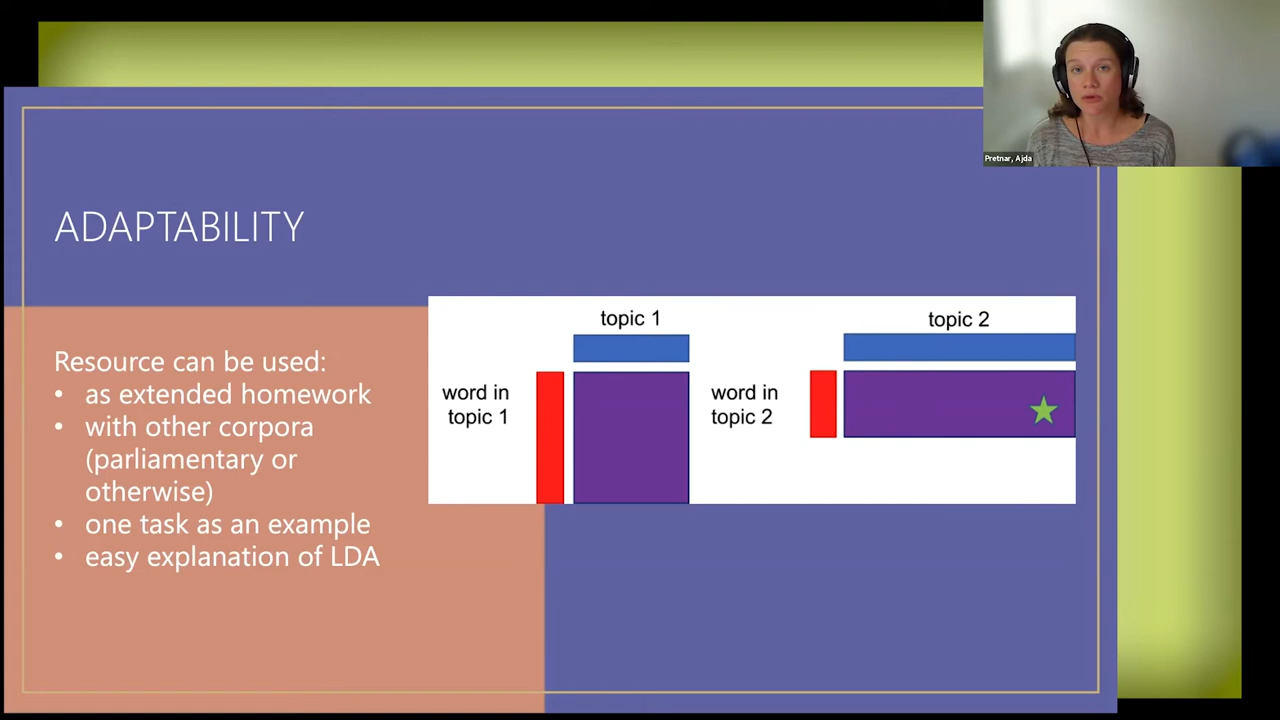 Pretnar, Ajda
ADAPTABILITY
Resource can be used:
• as extended homework
• with other corpora
(parliamentary or
otherwise)
• one task as an example
• easy explanation of LDA
topic 1
word in
topic 1
topic 2
word in
topic 2